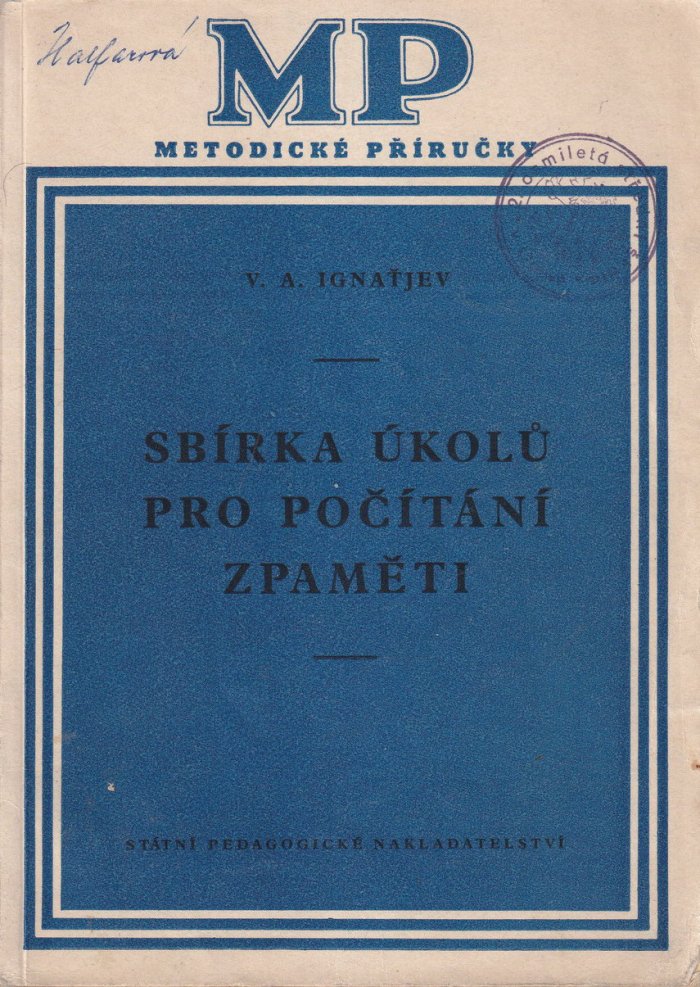 Halfarová
MP
METODICKÉ PŘÍRUČKY
V. A. IGNAŤJEV
SBÍRKA ÚKOLŮ
PRO POČÍTÁNÍ
ZPAMĚTI
STÁTNÍ PEDAGOGICKÉ NAKLADATELSTVÍ